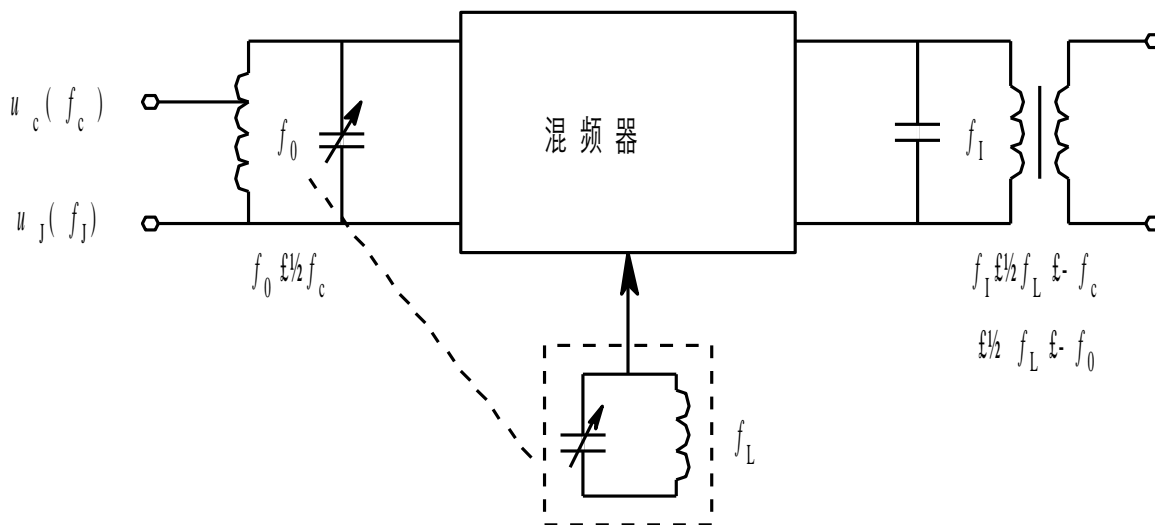 u c( f c )
f 0
混频器
f I
u J( f J)
f 0 £½ f c
f I £½ f L £- f c
£½ f L £- f 0
f L